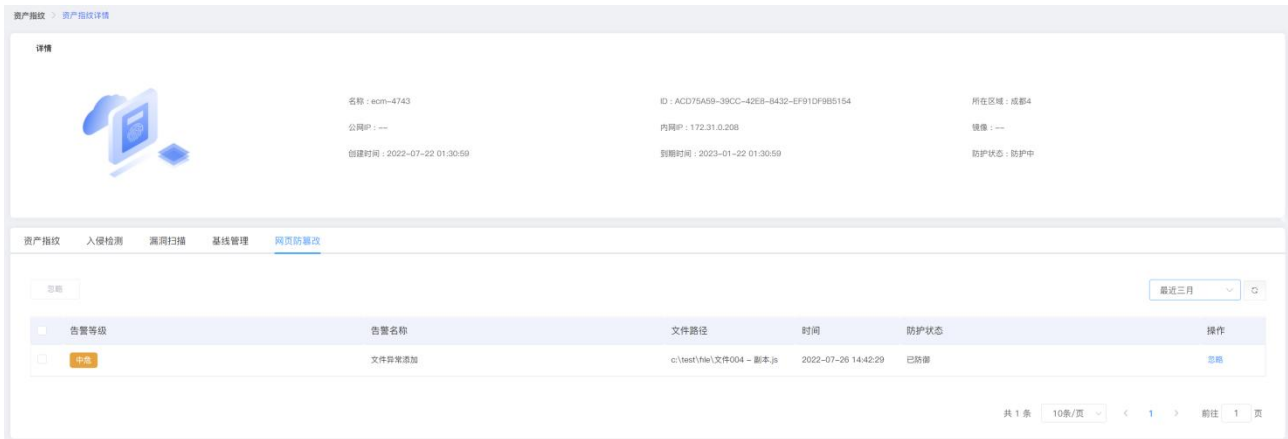 资产指纹 > 资产指纹详情
详情
名称：ecm-4743 ID：ACD75A59-39CC-42E8-8432-EF91DF9B5154 所在区域：成都4
公网IP：-- 内网IP：172.31.0.208 镜像：--
创建时间：2022-07-22 01:30:59 到期时间：2023-01-22 01:30:59 防护状态：防护中
资产指纹 入侵检测 漏洞扫描 基线管理 网页防篡改
忽略 最近三月
告警等级 告警名称 文件路径 时间 防护状态 操作
中危 文件异常添加 c:\test\file\文件004 - 副本.js 2022-07-26 14:42:29 已防御 忽略
共 1 条 10条/页 < 1 > 前往 1 页